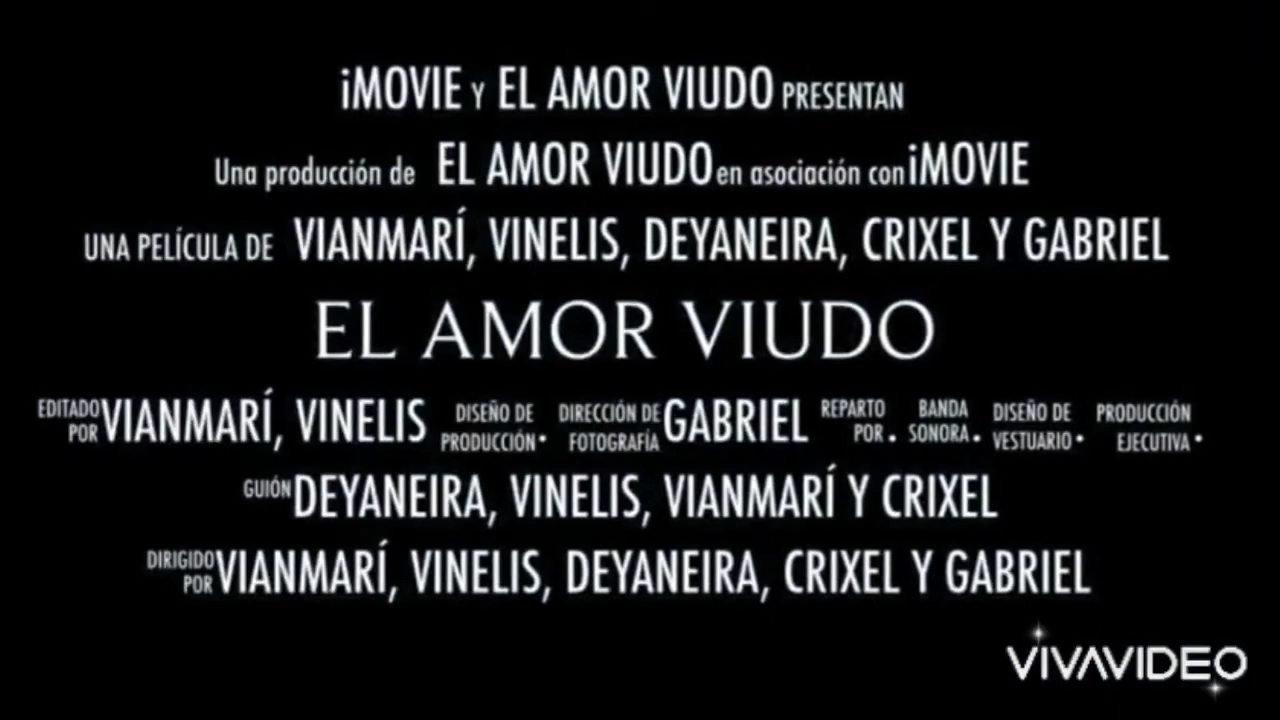 iMOVIE Y EL AMOR VIUDO PRESENTAN
Una producción de EL AMOR VIUDO en asociación con iMOVIE
UNA PELÍCULA DE VIANMARÍ, VINELIS, DEYANEIRA, CRIXEL Y GABRIEL
EL AMOR VIUDO
EDITADO POR VIANMARÍ, VINELIS DISEÑO DE PRODUCCIÓN. DIRECCIÓN DE FOTOGRAFÍA GABRIEL REPARTO POR. BANDA SONORA. DISEÑO DE VESTUARIO. PRODUCCIÓN EJECUTIVA.
GUIÓN DEYANEIRA, VINELIS, VIANMARÍ Y CRIXEL
DIRIGIDO POR VIANMARÍ, VINELIS, DEYANEIRA, CRIXEL Y GABRIEL
VIVAVIDEO